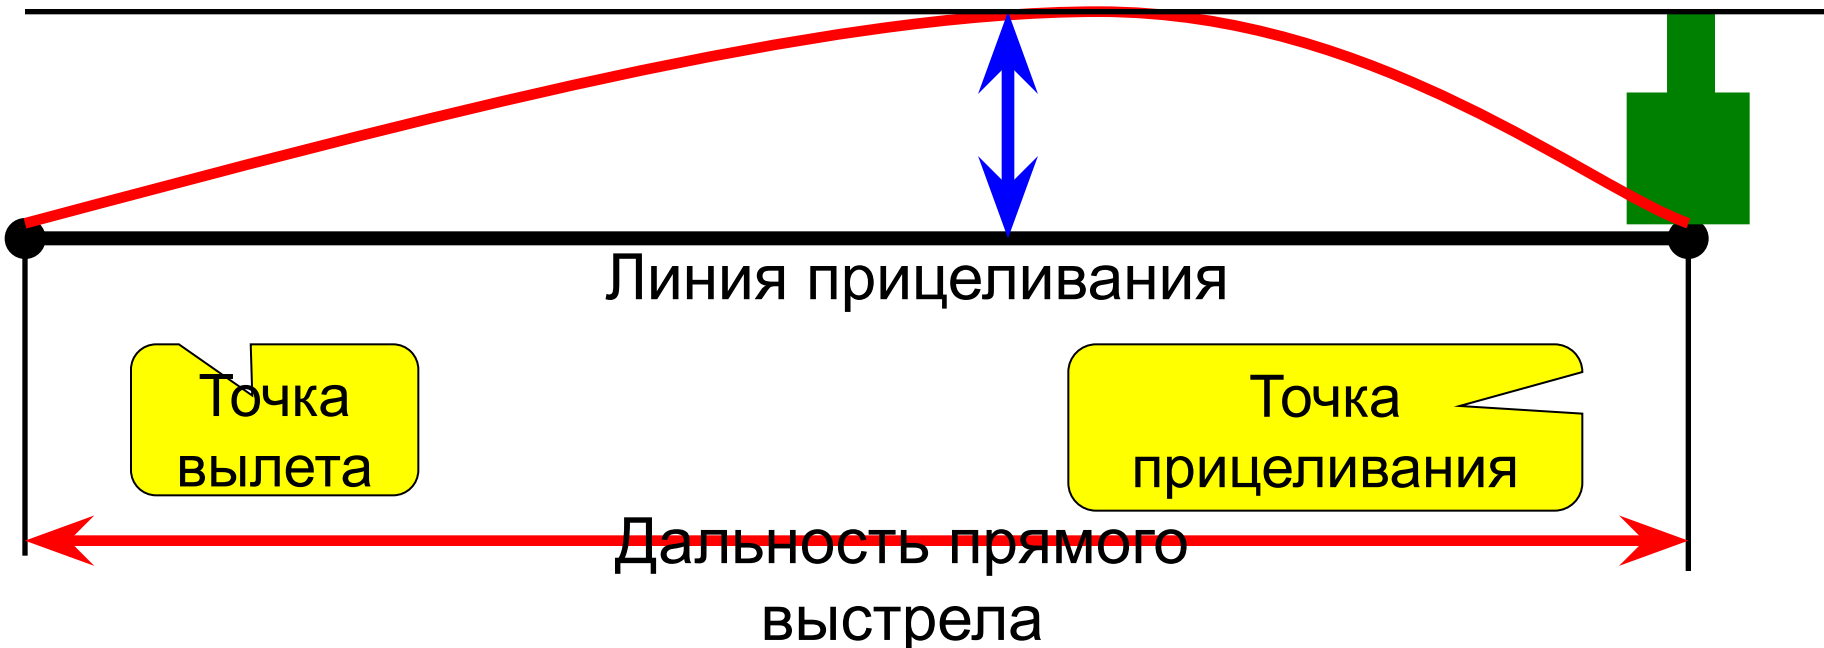 Линия прицеливания
Точка
вылета
Точка
прицеливания
Дальность прямого
выстрела